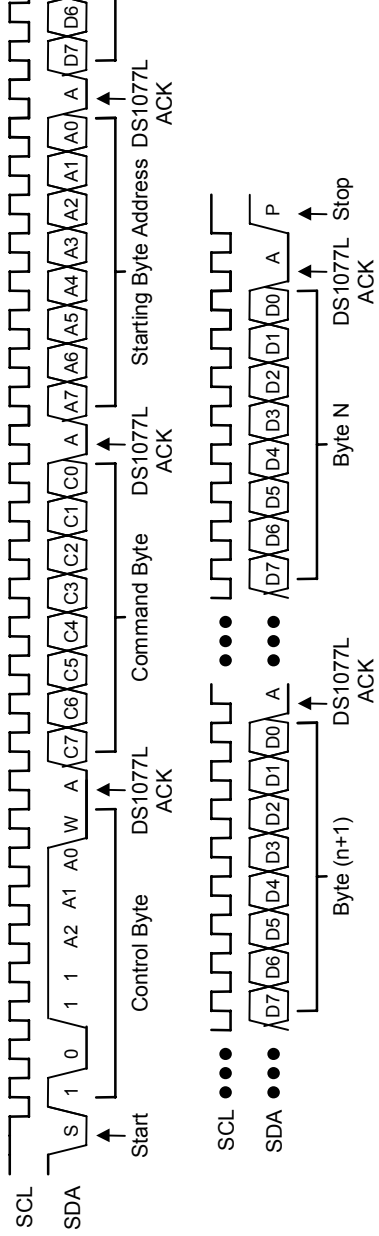 SCL
SDA S 1 0 1 1 A2 A1 A0 W A C7 C6 C5 C4 C3 C2 C1 C0 A A7 A6 A5 A4 A3 A2 A1 A0 A D7 D6
Start Control Byte DS1077L Command Byte DS1077L Starting Byte Address DS1077L
ACK ACK ACK
SCL ••• •••
SDA ••• D7 D6 D5 D4 D3 D2 D1 D0 A ••• D7 D6 D5 D4 D3 D2 D1 D0 A P
Byte (n+1) DS1077L Byte N DS1077L Stop
ACK ACK